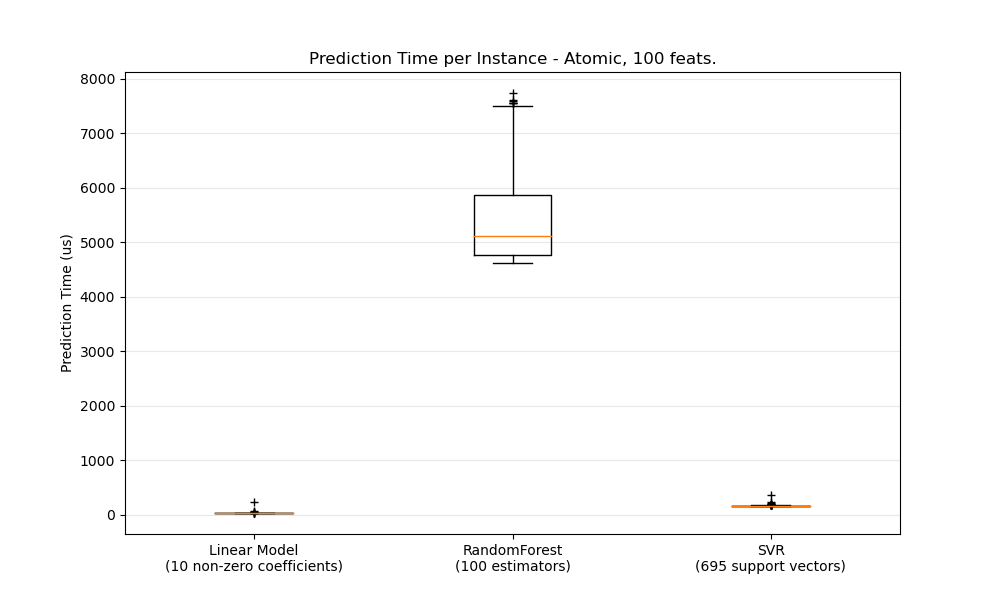 Prediction Time per Instance - Atomic, 100 feats.
Prediction Time (us)
8000
7000
6000
5000
4000
3000
2000
1000
0
Linear Model
(10 non-zero coefficients)
RandomForest
(100 estimators)
SVR
(695 support vectors)